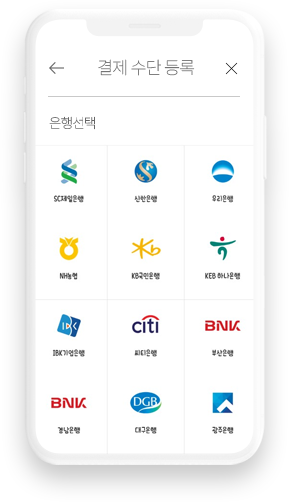 결제 수단 등록
은행선택
SC제일은행
신한은행
우리은행
NH농협
KB국민은행
KEB 하나은행
IBK
IBK기업은행
citi
씨티은행
BNK
부산은행
BNK
경남은행
DGB
대구은행
광주은행